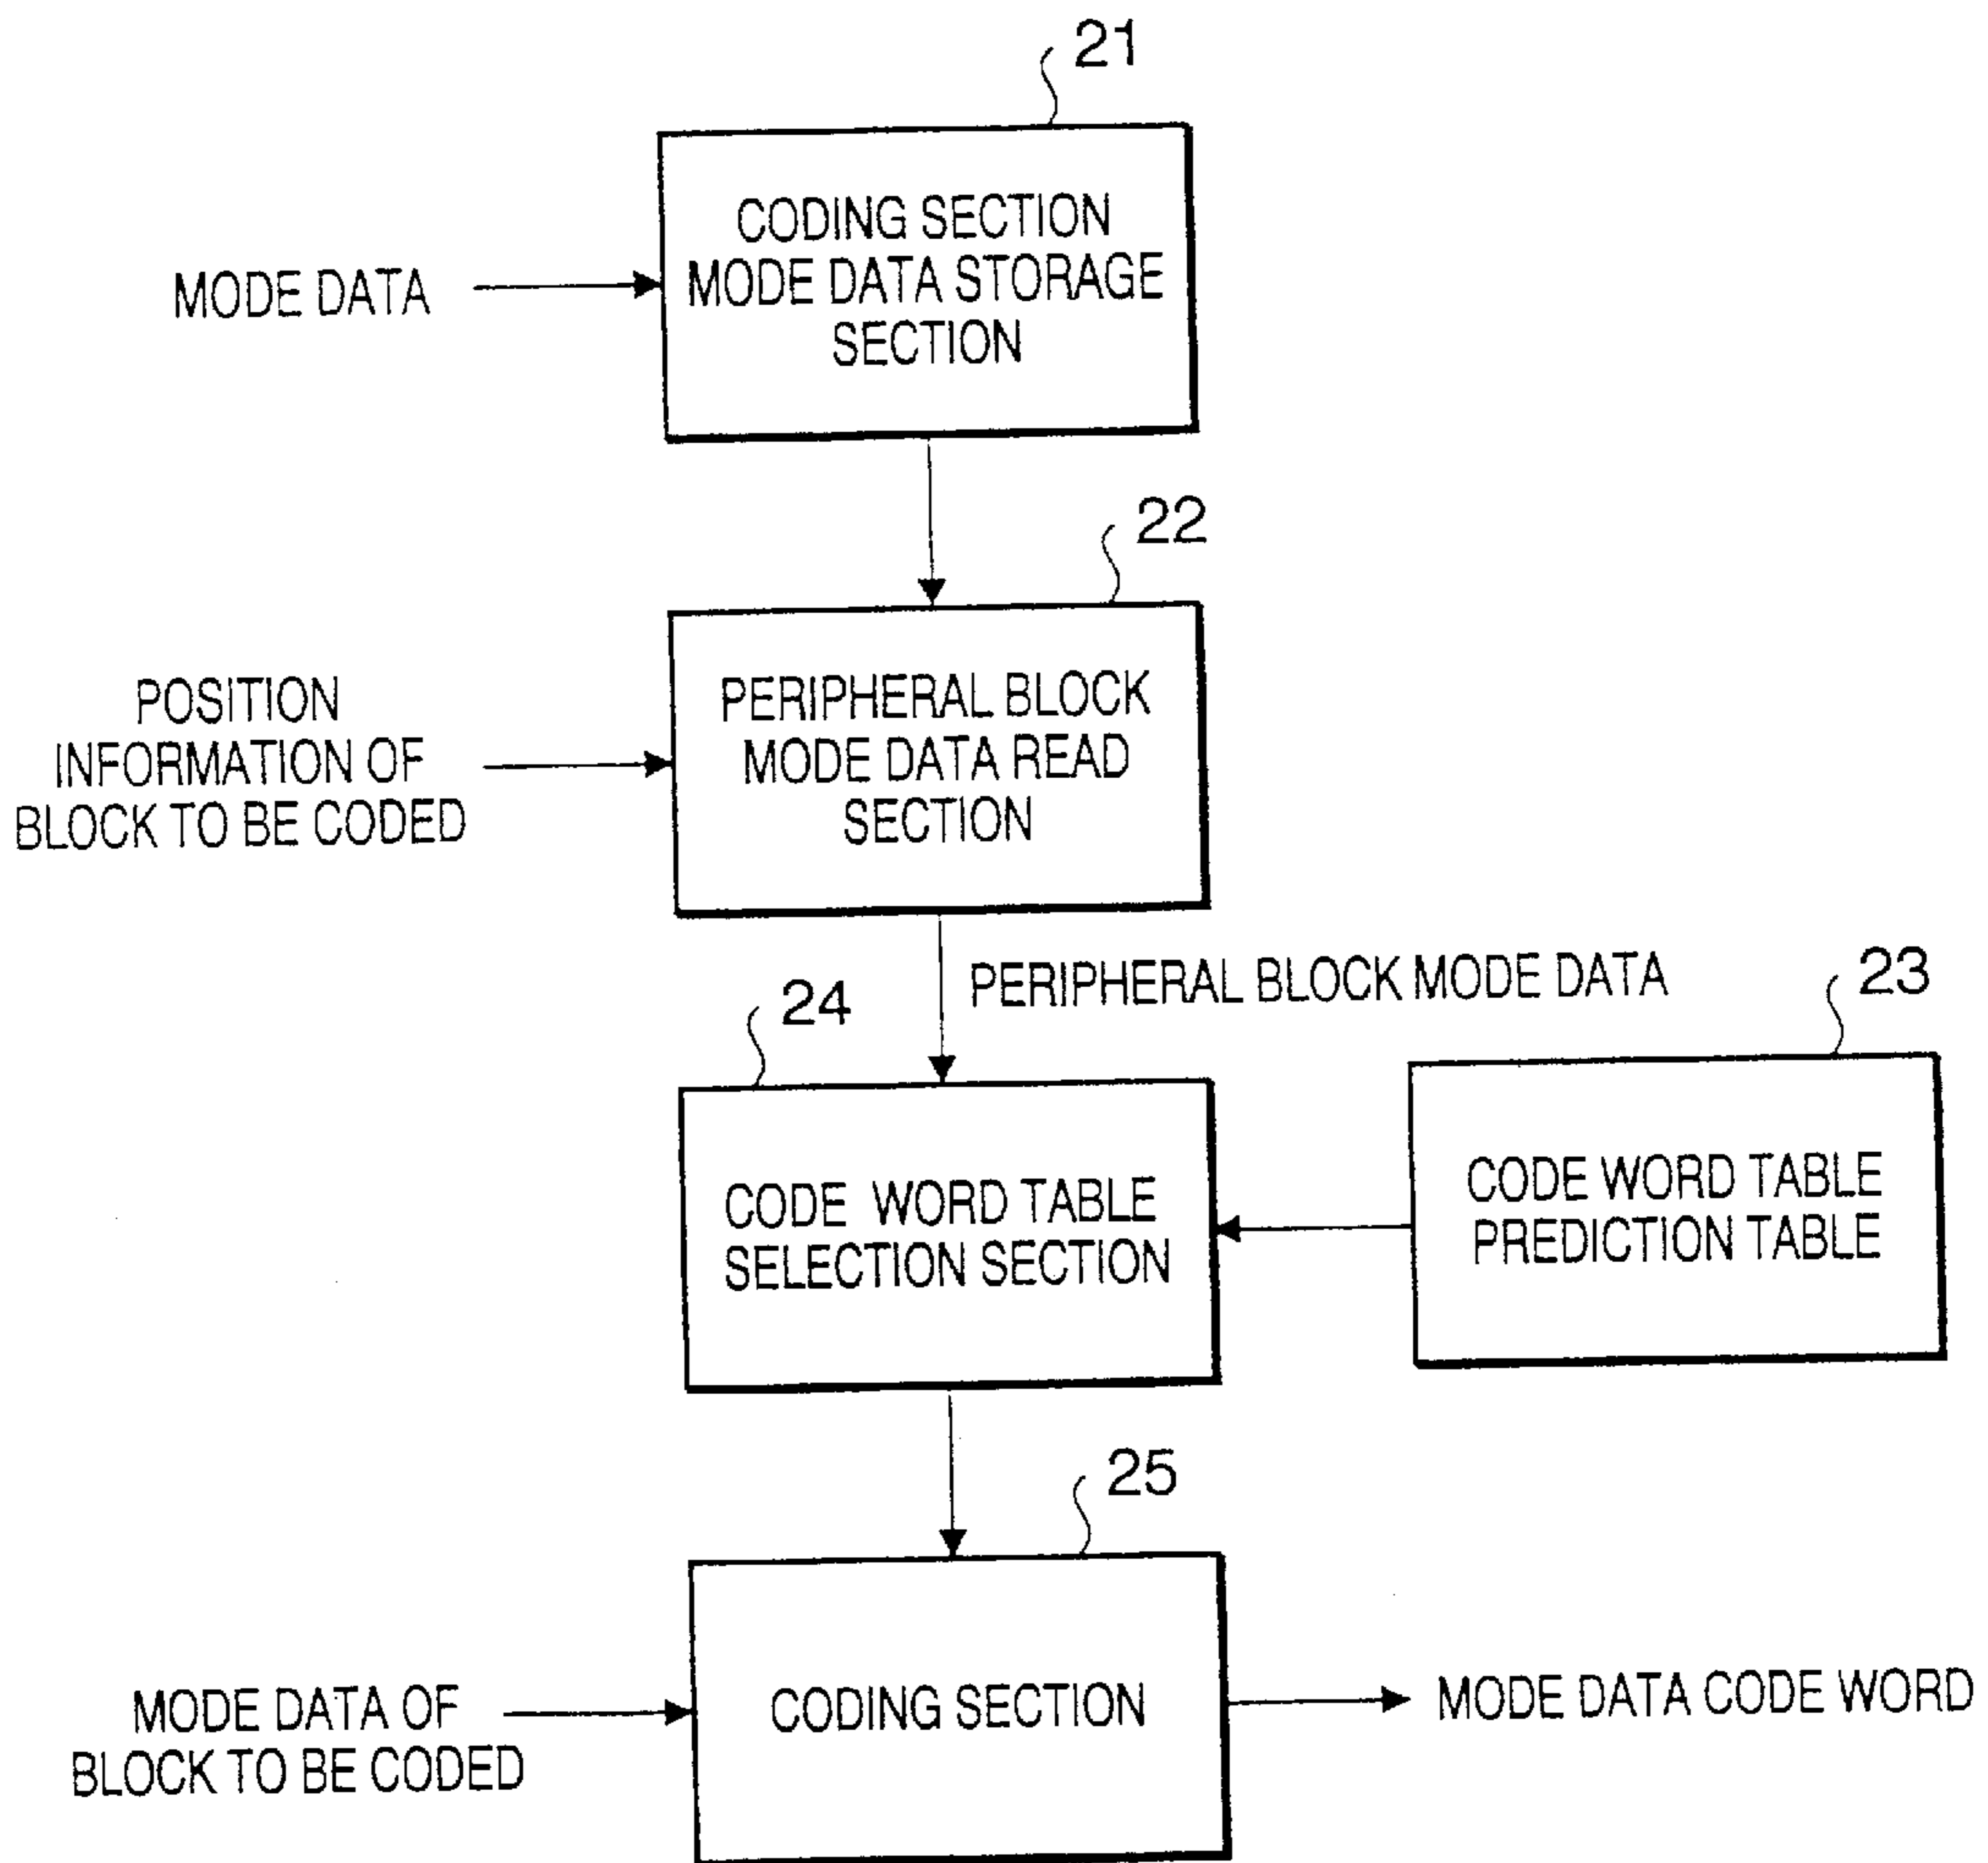 21
CODING SECTION
MODE DATA STORAGE
SECTION
MODE DATA
22
PERIPHERAL BLOCK
MODE DATA READ
SECTION
POSITION
INFORMATION OF
BLOCK TO BE CODED
PERIPHERAL BLOCK MODE DATA
23
24
CODE WORD TABLE
SELECTION SECTION
CODE WORD TABLE
PREDICTION TABLE
25
MODE DATA OF
BLOCK TO BE CODED
CODING SECTION
MODE DATA CODE WORD